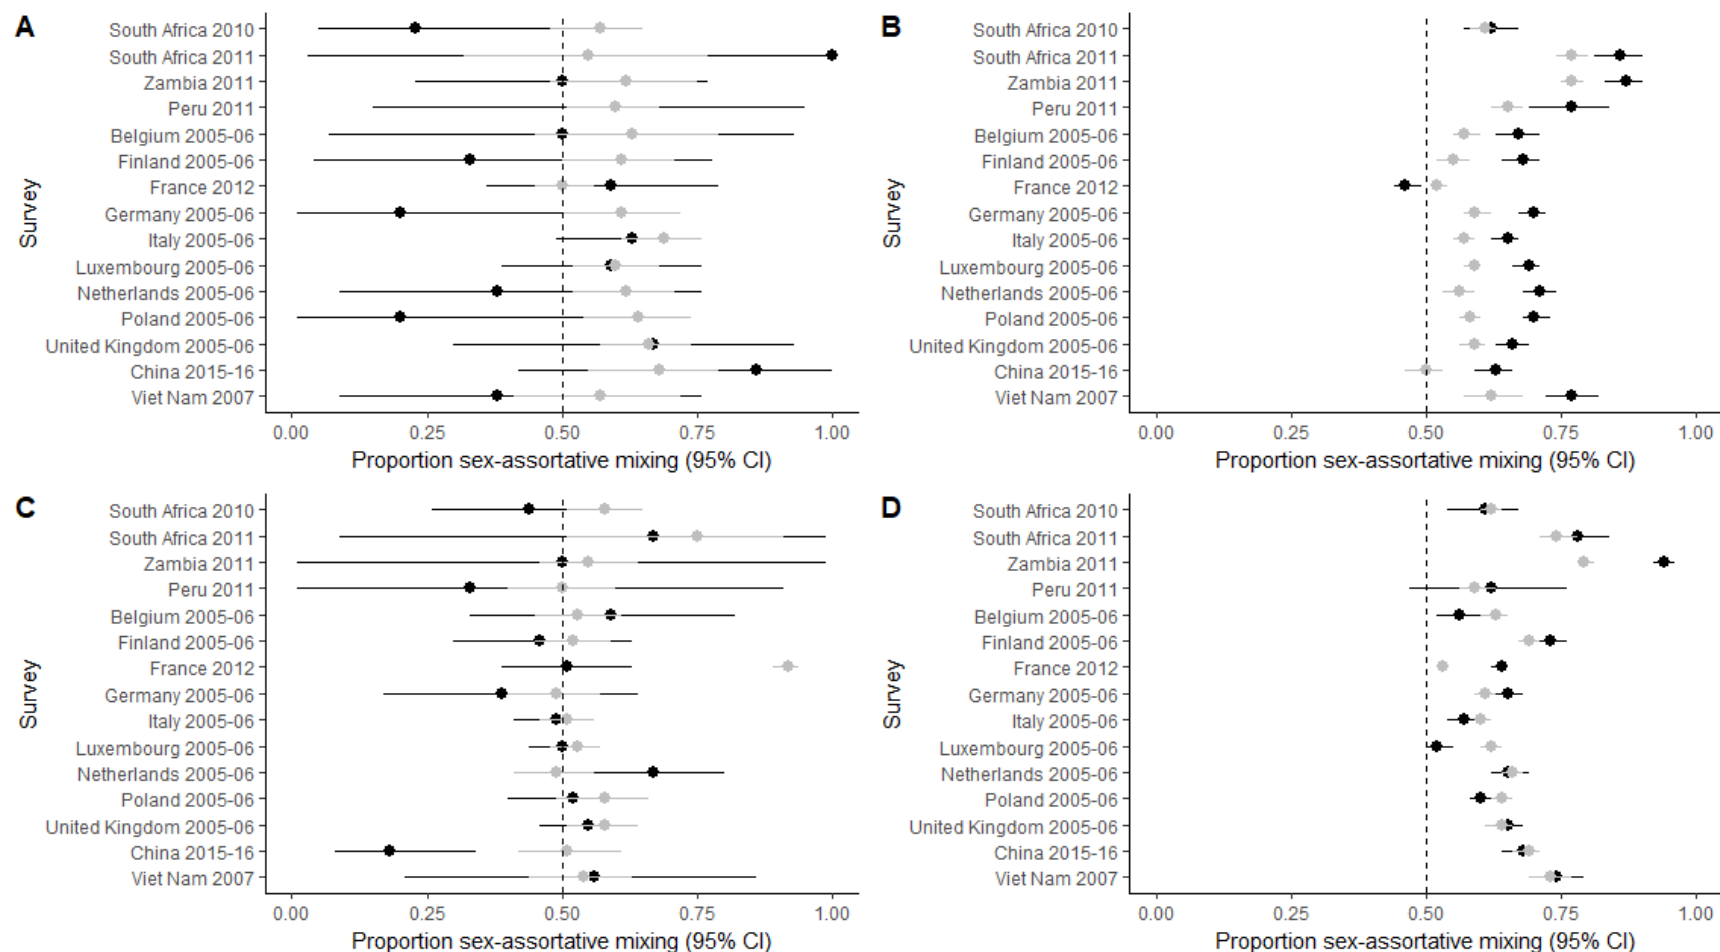 A
South Africa 2010
South Africa 2011
Zambia 2011
Peru 2011
Belgium 2005-06
Finland 2005-06
France 2012
Germany 2005-06
Italy 2005-06
Luxembourg 2005-06
Netherlands 2005-06
Poland 2005-06
United Kingdom 2005-06
China 2015-16
Viet Nam 2007
Survey
0.00 0.25 0.50 0.75 1.00
Proportion sex-assortative mixing (95% CI)
B
South Africa 2010
South Africa 2011
Zambia 2011
Peru 2011
Belgium 2005-06
Finland 2005-06
France 2012
Germany 2005-06
Italy 2005-06
Luxembourg 2005-06
Netherlands 2005-06
Poland 2005-06
United Kingdom 2005-06
China 2015-16
Viet Nam 2007
Survey
0.00 0.25 0.50 0.75 1.00
Proportion sex-assortative mixing (95% CI)
C
South Africa 2010
South Africa 2011
Zambia 2011
Peru 2011
Belgium 2005-06
Finland 2005-06
France 2012
Germany 2005-06
Italy 2005-06
Luxembourg 2005-06
Netherlands 2005-06
Poland 2005-06
United Kingdom 2005-06
China 2015-16
Viet Nam 2007
Survey
0.00 0.25 0.50 0.75 1.00
Proportion sex-assortative mixing (95% CI)
D
South Africa 2010
South Africa 2011
Zambia 2011
Peru 2011
Belgium 2005-06
Finland 2005-06
France 2012
Germany 2005-06
Italy 2005-06
Luxembourg 2005-06
Netherlands 2005-06
Poland 2005-06
United Kingdom 2005-06
China 2015-16
Viet Nam 2007
Survey
0.00 0.25 0.50 0.75 1.00
Proportion sex-assortative mixing (95% CI)